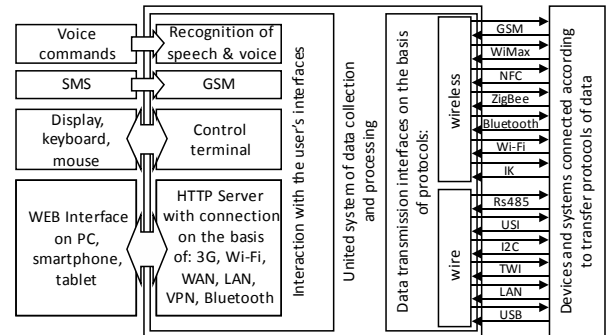 Voice
commands
Recognition of
speech & voice
SMS
GSM
Display,
keyboard,
mouse
Control
terminal
WEB Interface
on PC,
smartphone,
tablet
HTTP Server
with connection
on the basis
of: 3G, Wi-Fi,
WAN, LAN,
VPN, Bluetooth
Interaction with the user's interfaces
United system of data collection
and processing
Data transmission interfaces on the basis
of protocols:
wireless
wire
GSM
WiMax
NFC
ZigBee
Bluetooth
Wi-Fi
IK
Rs485
USI
I2C
TWI
LAN
USB
Devices and systems connected according
to transfer protocols of data